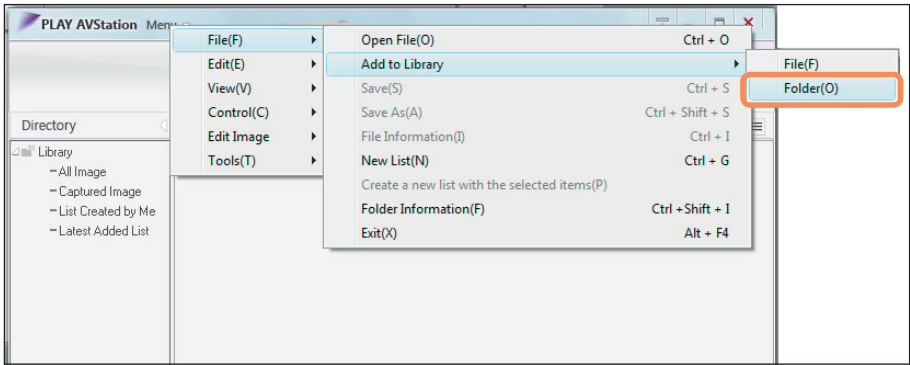 PLAY AVStation Menu
File(F)
Edit(E)
View(V)
Control(C)
Edit Image
Tools(T)
Open File(O) Ctrl + O
Add to Library
Save(S) Ctrl + S
Save As(A) Ctrl + Shift + S
File Information(I) Ctrl + I
New List(N) Ctrl + G
Create a new list with the selected items(P)
Folder Information(F) Ctrl +Shift + I
Exit(X) Alt + F4
File(F)
Folder(O)
Directory
Library
All Image
Captured Image
List Created by Me
Latest Added List